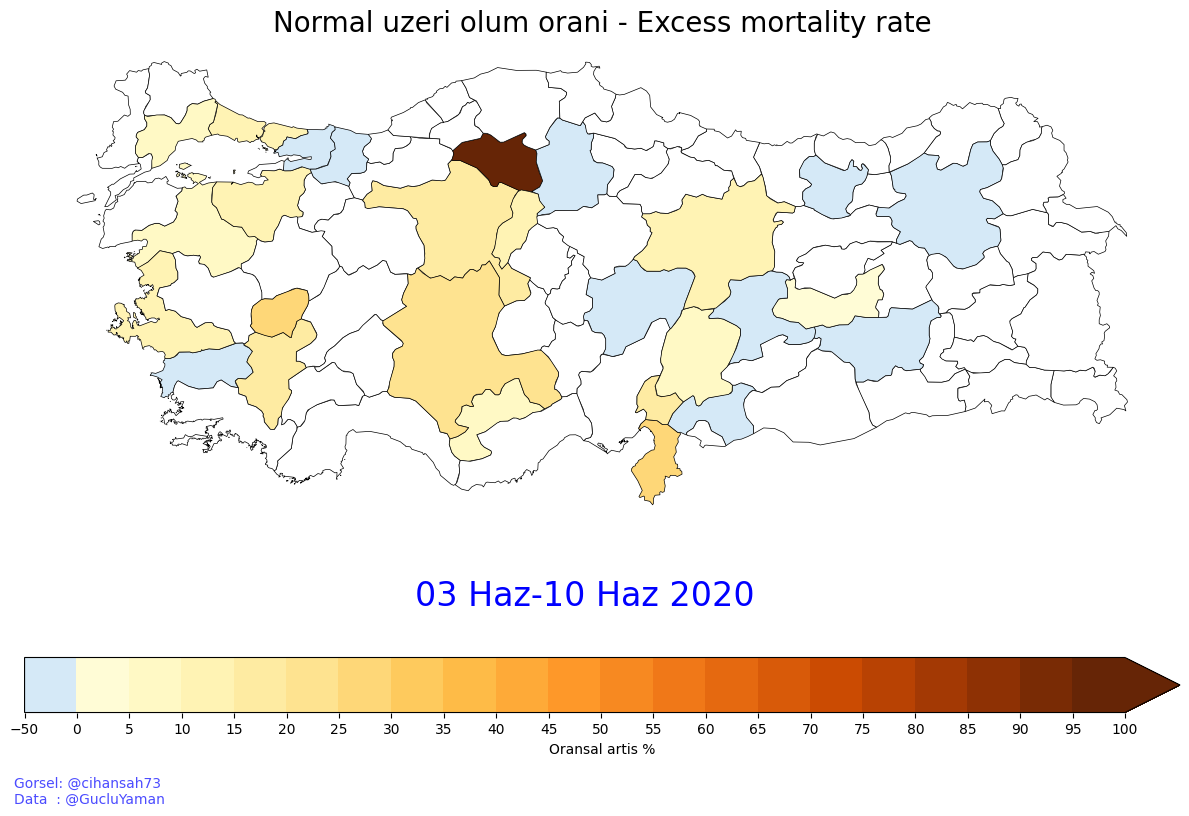 Normal uzeri olum orani - Excess mortality rate
03 Haz-10 Haz 2020
−50 0 5 10 15 20 25 30 35 40 45 50 55 60 65 70 75 80 85 90 95 100
Oransal artis %
Gorsel: @cihansah73
Data  : @GucluYaman